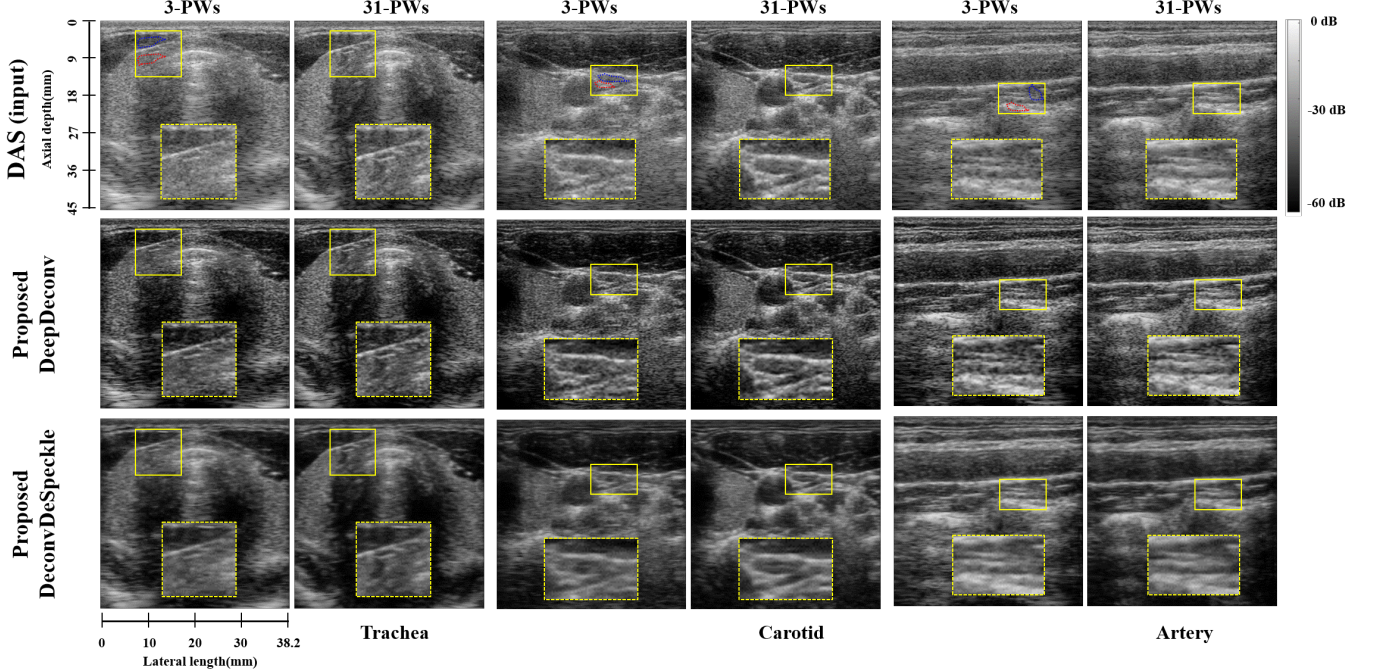 3-PWs 31-PWs 3-PWs 31-PWs 3-PWs 31-PWs
DAS (input)
Axial depth(mm)
0
9
18
27
36
45
0 dB
-30 dB
-60 dB
Proposed
DeepDeconv
Proposed
DeconvDeSpeckle
0 10 20 30 38.2
Lateral length(mm)
Trachea Carotid Artery